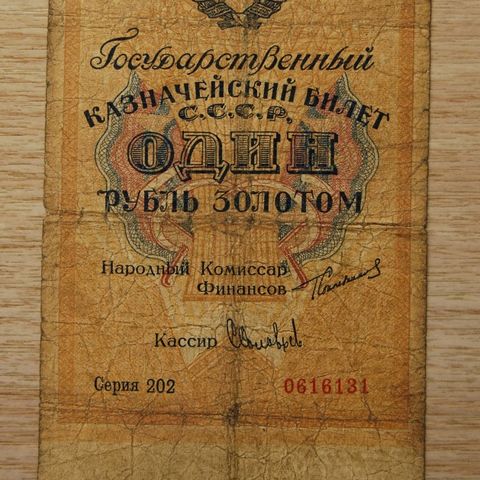 Государственный
КАЗНАЧЕЙСКИЙ БИЛЕТ
С.С.С.Р.
ОДИН
РУБЛЬ ЗОЛОТОМ
Народный Комиссар
Финансов
Кассир
Серия 202 0616131